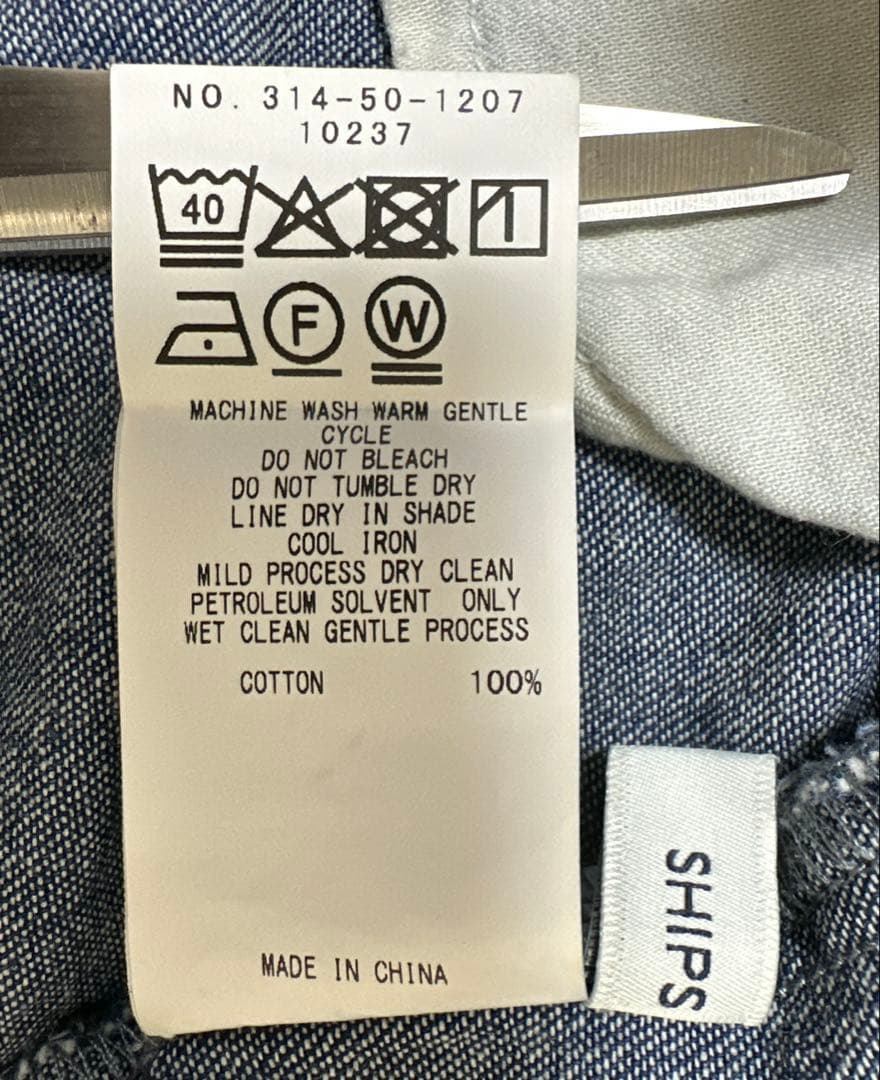 NO. 314-50-1207
10237
40
F W
MACHINE WASH WARM GENTLE
CYCLE
DO NOT BLEACH
DO NOT TUMBLE DRY
LINE DRY IN SHADE
COOL IRON
MILD PROCESS DRY CLEAN
PETROLEUM SOLVENT ONLY
WET CLEAN GENTLE PROCESS
COTTON 100%
MADE IN CHINA
SHIPS